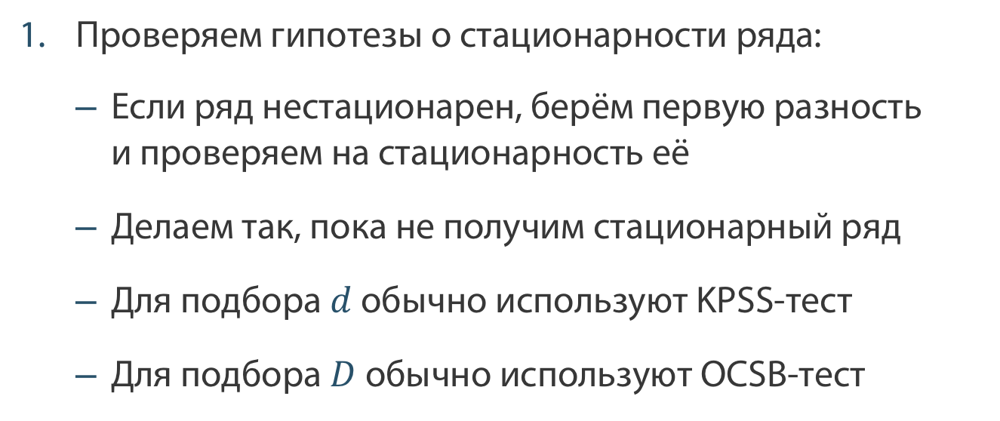 1. Проверяем гипотезы о стационарности ряда:
– Если ряд нестационарен, берём первую разность
и проверяем на стационарность её
– Делаем так, пока не получим стационарный ряд
– Для подбора d обычно используют KPSS-тест
– Для подбора D обычно используют OCSB-тест